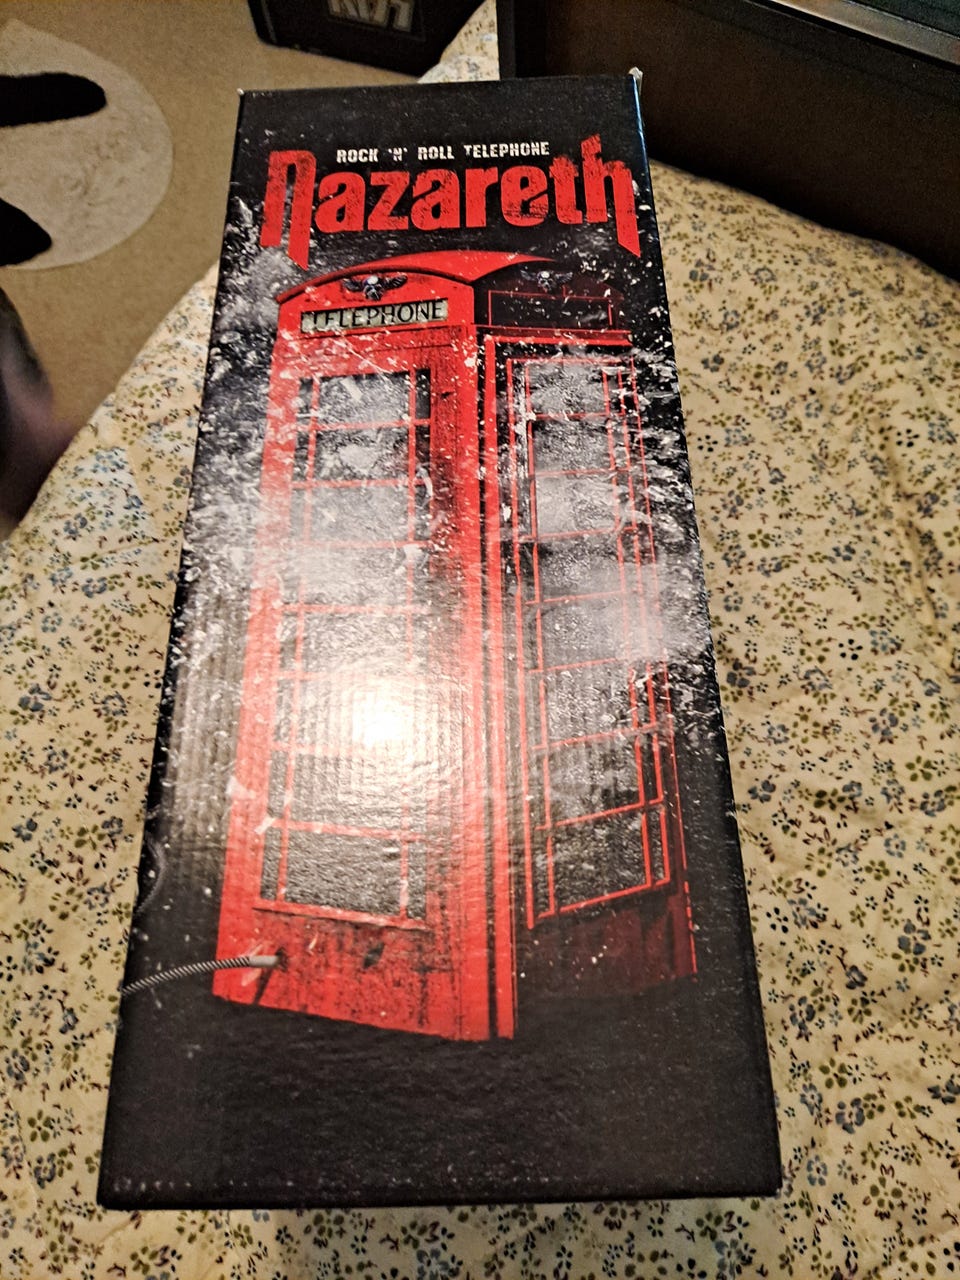 ROCK 'N' ROLL TELEPHONE
Nazareth
TELEPHONE